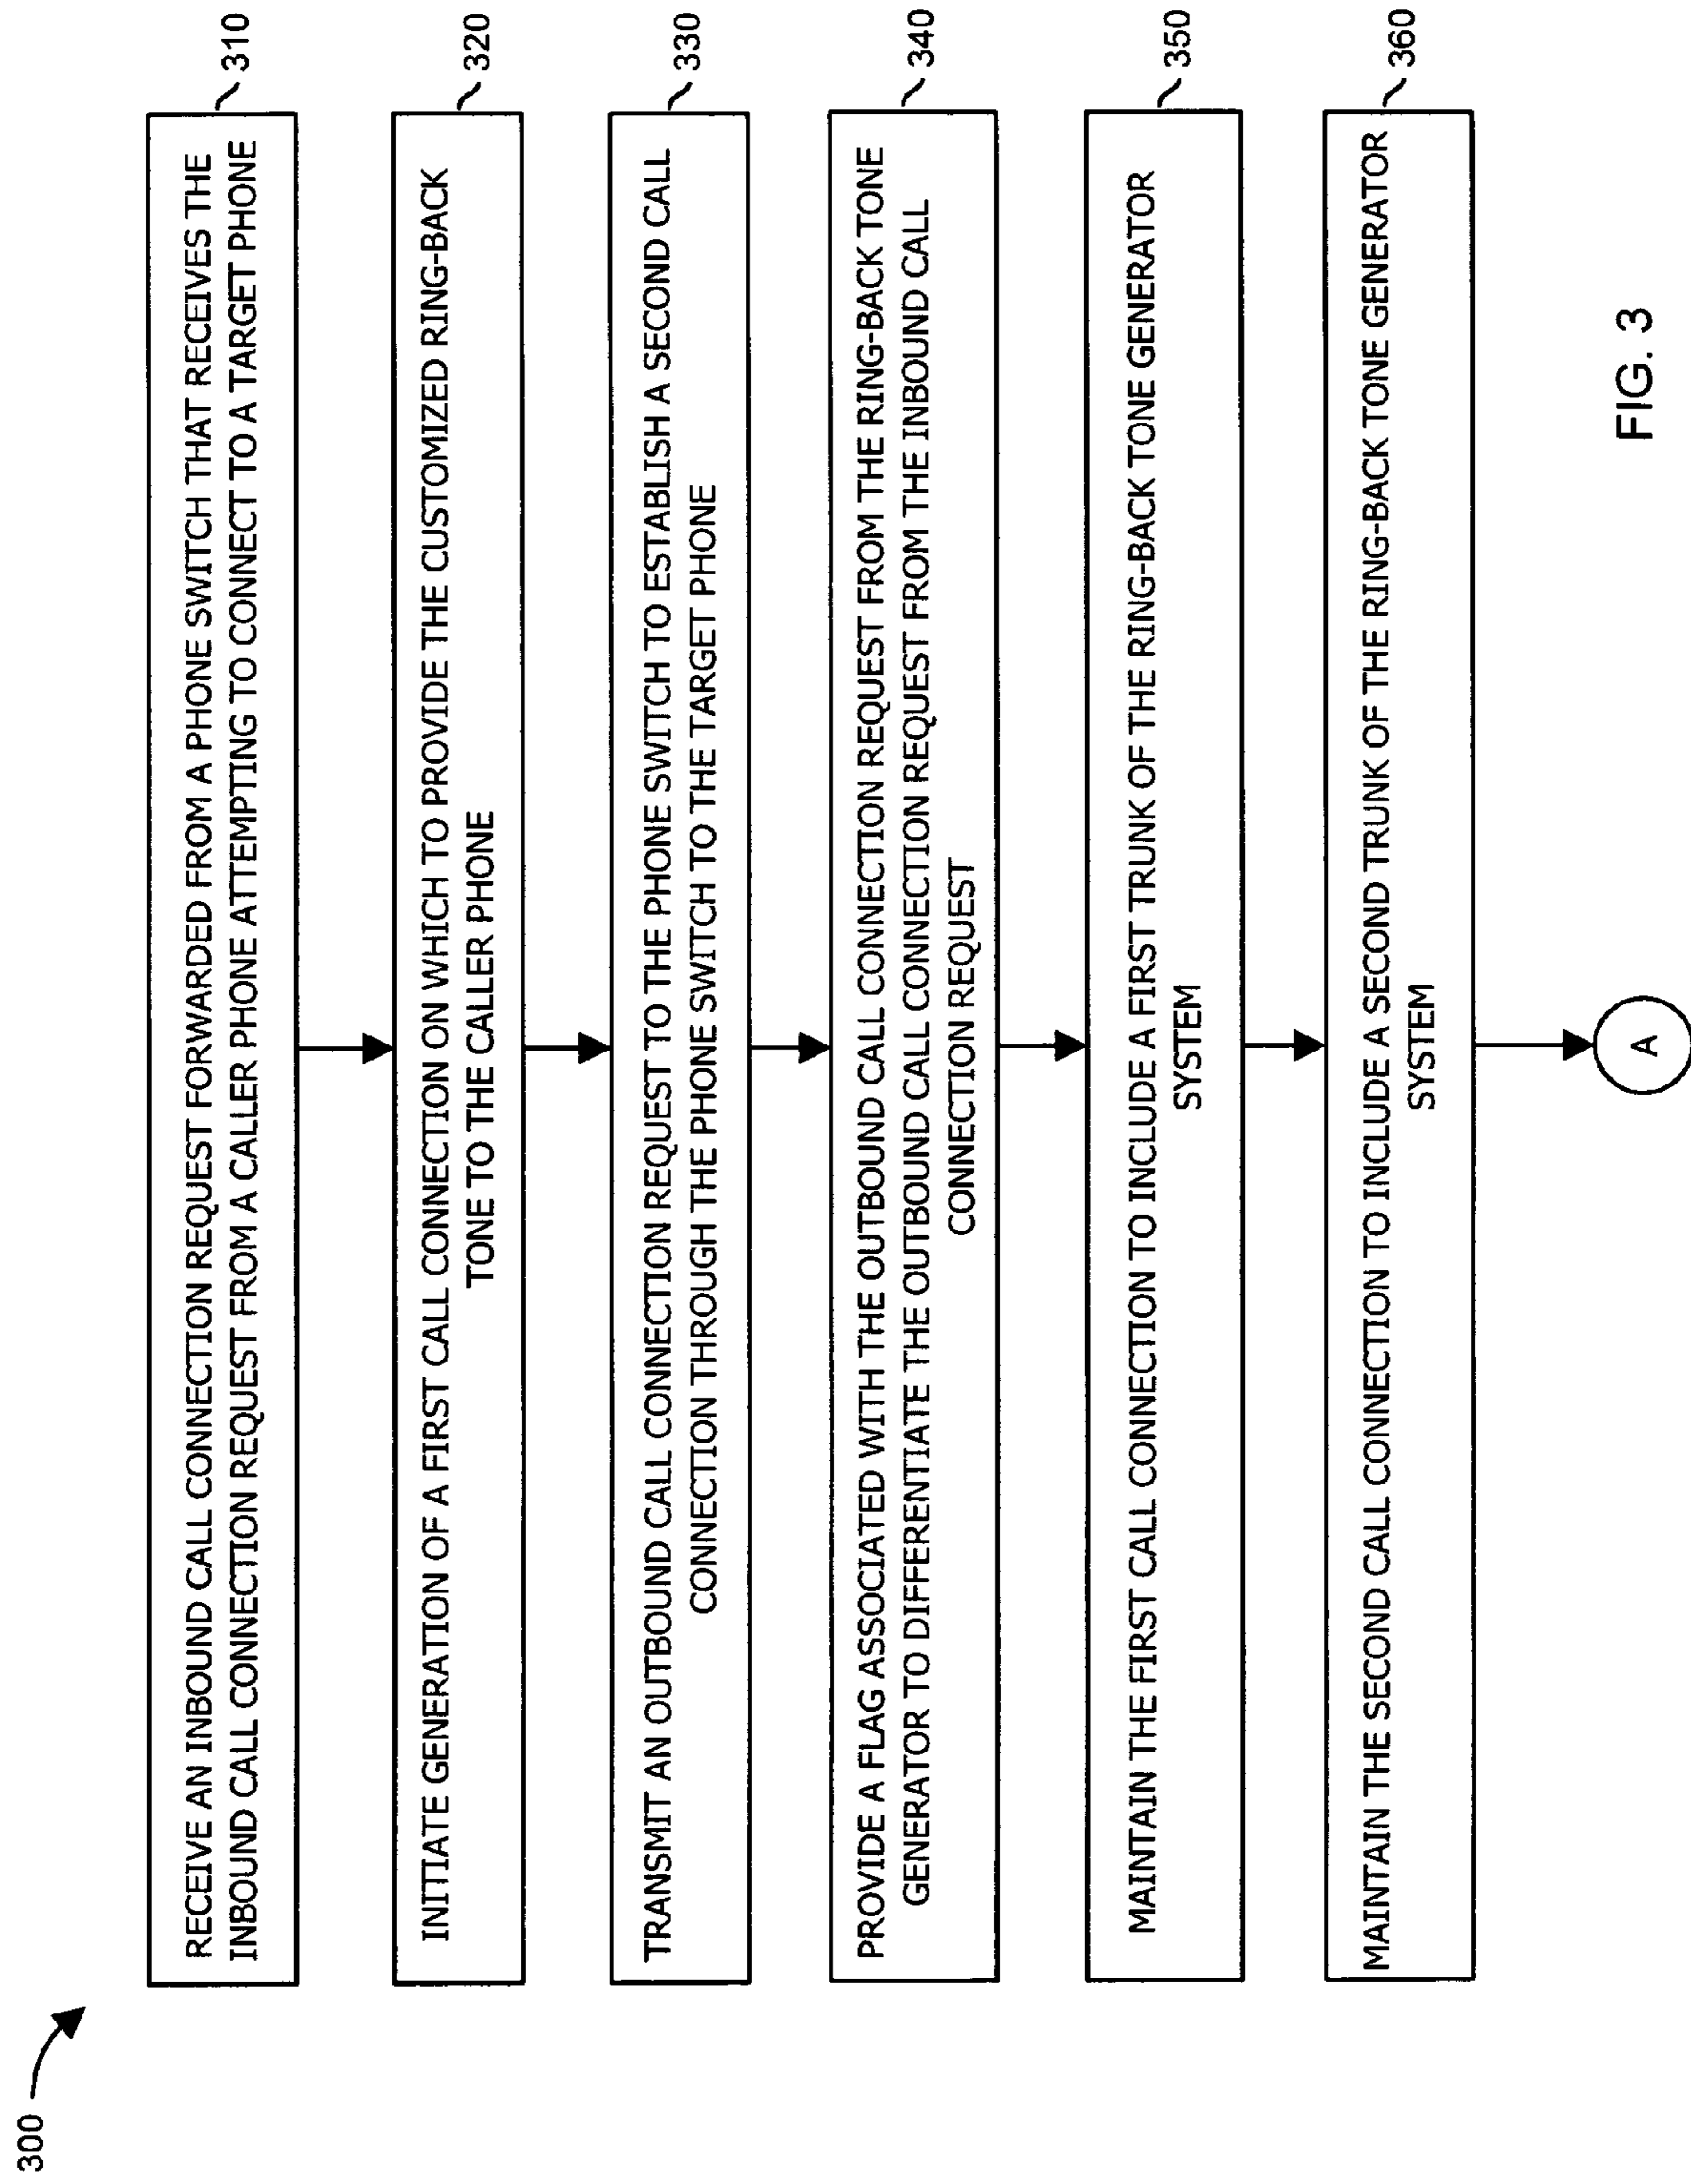 300
RECEIVE AN INBOUND CALL CONNECTION REQUEST FORWARDED FROM A PHONE SWITCH THAT RECEIVES THE
INBOUND CALL CONNECTION REQUEST FROM A CALLER PHONE ATTEMPTING TO CONNECT TO A TARGET PHONE
310
INITIATE GENERATION OF A FIRST CALL CONNECTION ON WHICH TO PROVIDE THE CUSTOMIZED RING-BACK
TONE TO THE CALLER PHONE
320
TRANSMIT AN OUTBOUND CALL CONNECTION REQUEST TO THE PHONE SWITCH TO ESTABLISH A SECOND CALL
CONNECTION THROUGH THE PHONE SWITCH TO THE TARGET PHONE
330
PROVIDE A FLAG ASSOCIATED WITH THE OUTBOUND CALL CONNECTION REQUEST FROM THE RING-BACK TONE
GENERATOR TO DIFFERENTIATE THE OUTBOUND CALL CONNECTION REQUEST FROM THE INBOUND CALL
CONNECTION REQUEST
340
MAINTAIN THE FIRST CALL CONNECTION TO INCLUDE A FIRST TRUNK OF THE RING-BACK TONE GENERATOR
SYSTEM
350
MAINTAIN THE SECOND CALL CONNECTION TO INCLUDE A SECOND TRUNK OF THE RING-BACK TONE GENERATOR
SYSTEM
360
A
FIG. 3